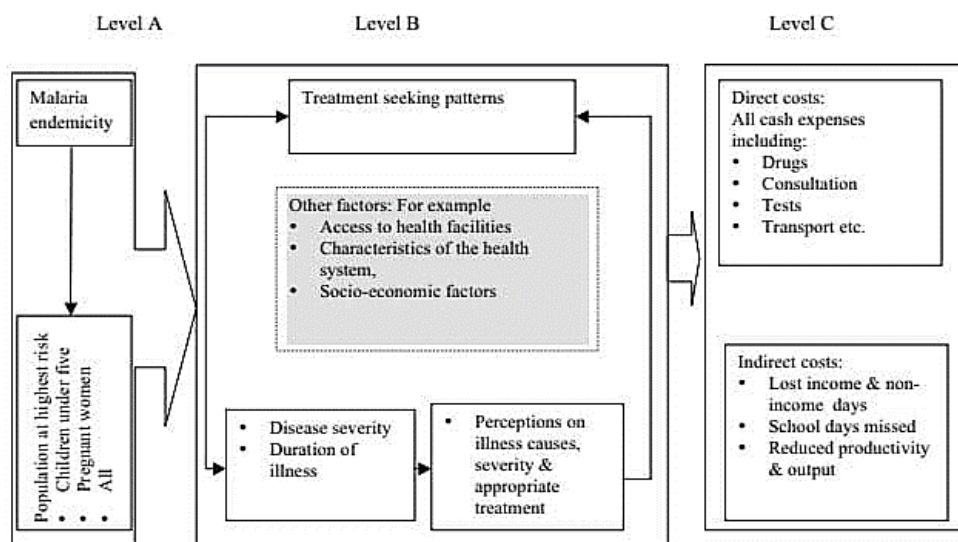 Level A
Level B
Level C
Malaria
endemicity
Population at highest risk
• Children under five
• Pregnant women
• All
Treatment seeking patterns
Other factors: For example
• Access to health facilities
• Characteristics of the health
system,
• Socio-economic factors
• Disease severity
• Duration of
illness
• Perceptions on
illness causes,
severity &
appropriate
treatment
Direct costs:
All cash expenses
including:
• Drugs
• Consultation
• Tests
• Transport etc.
Indirect costs:
• Lost income & non-
income days
• School days missed
• Reduced productivity
& output